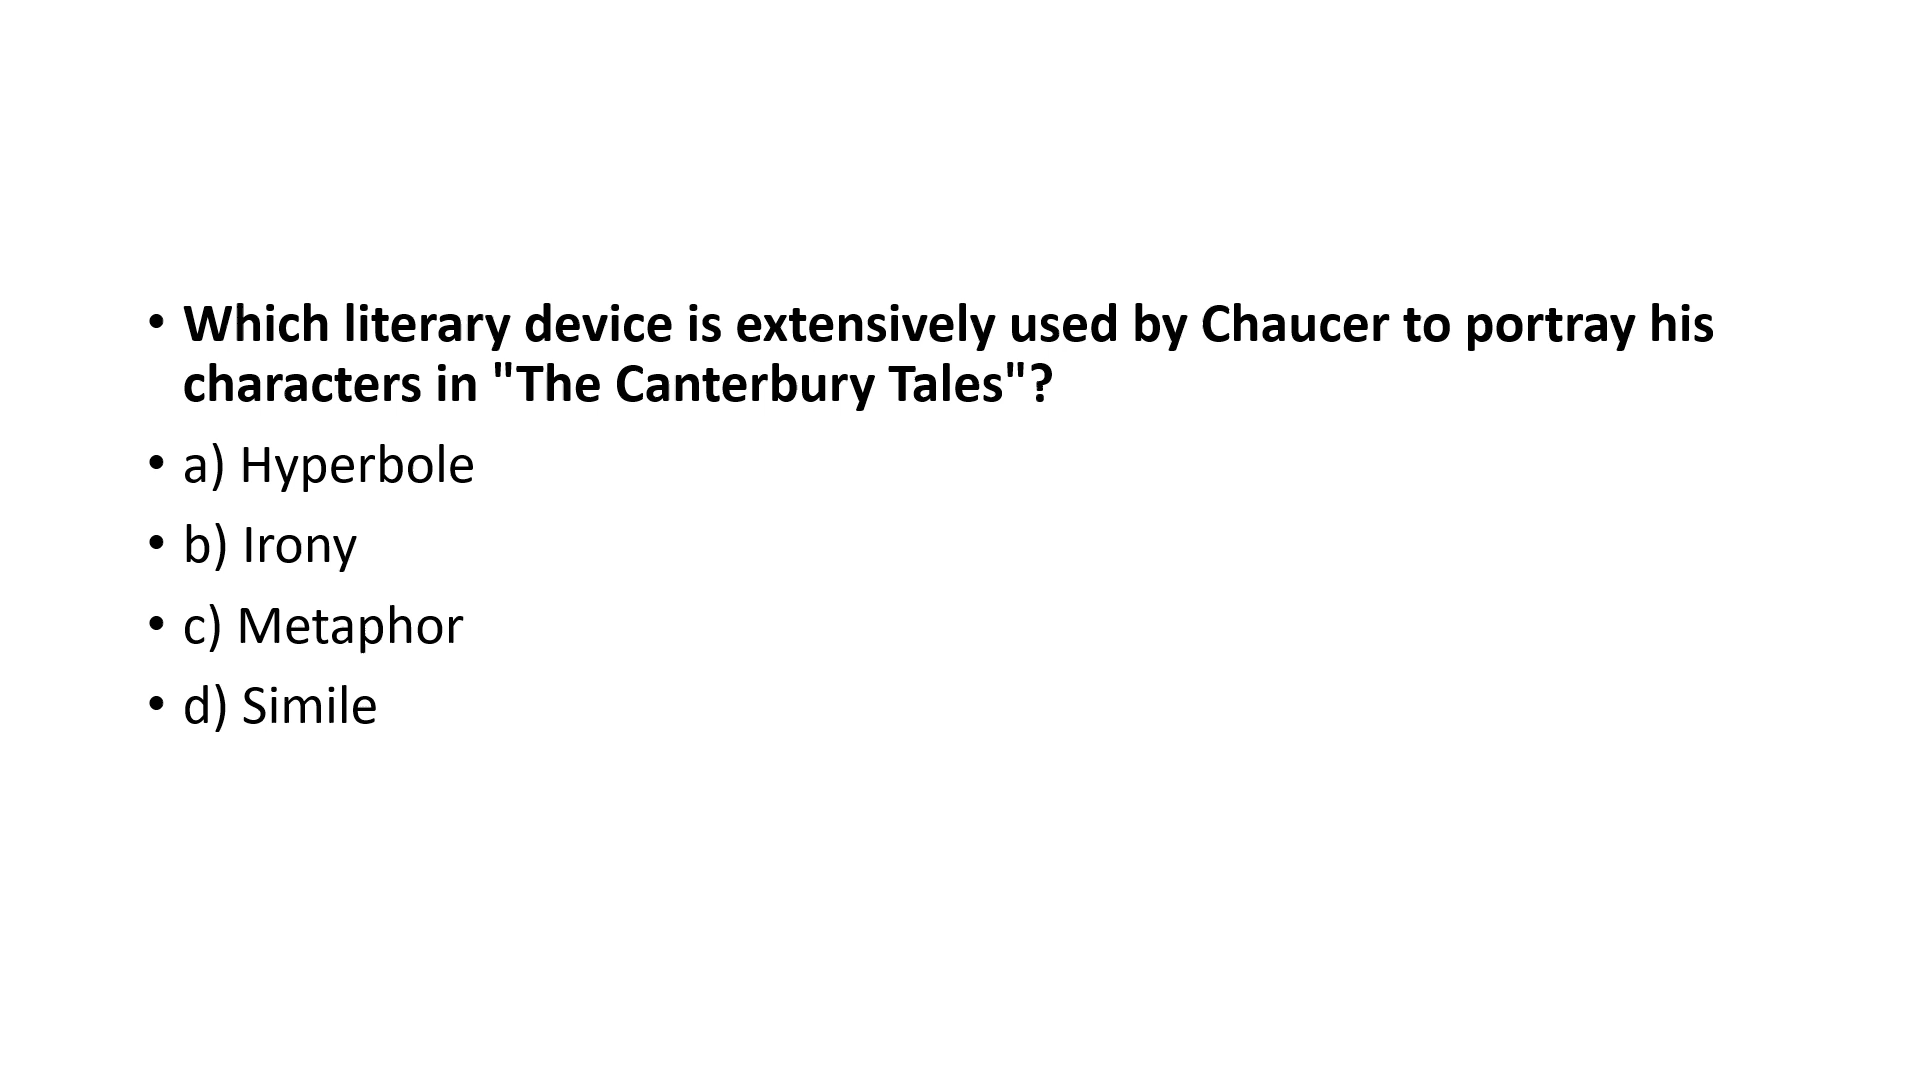 • Which literary device is extensively used by Chaucer to portray his
characters in "The Canterbury Tales"?
• a) Hyperbole
• b) Irony
• c) Metaphor
• d) Simile